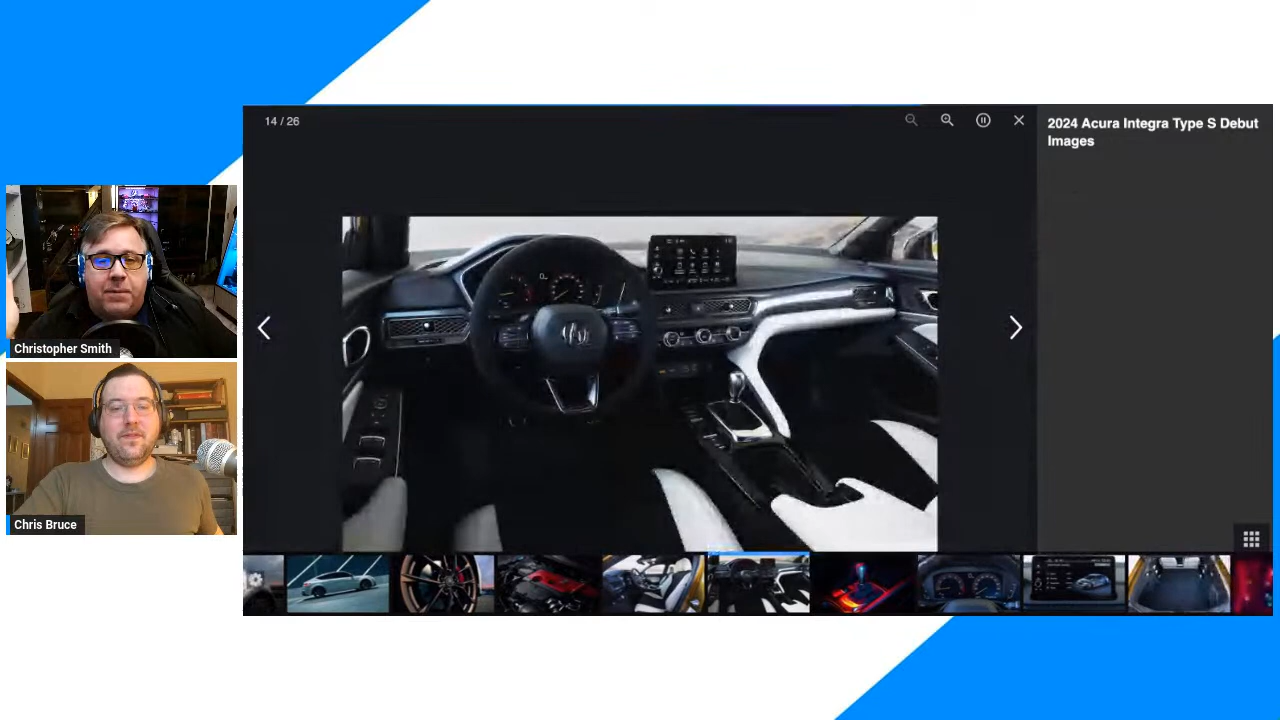 14 / 26
2024 Acura Integra Type S Debut
Images
Christopher Smith
Chris Bruce